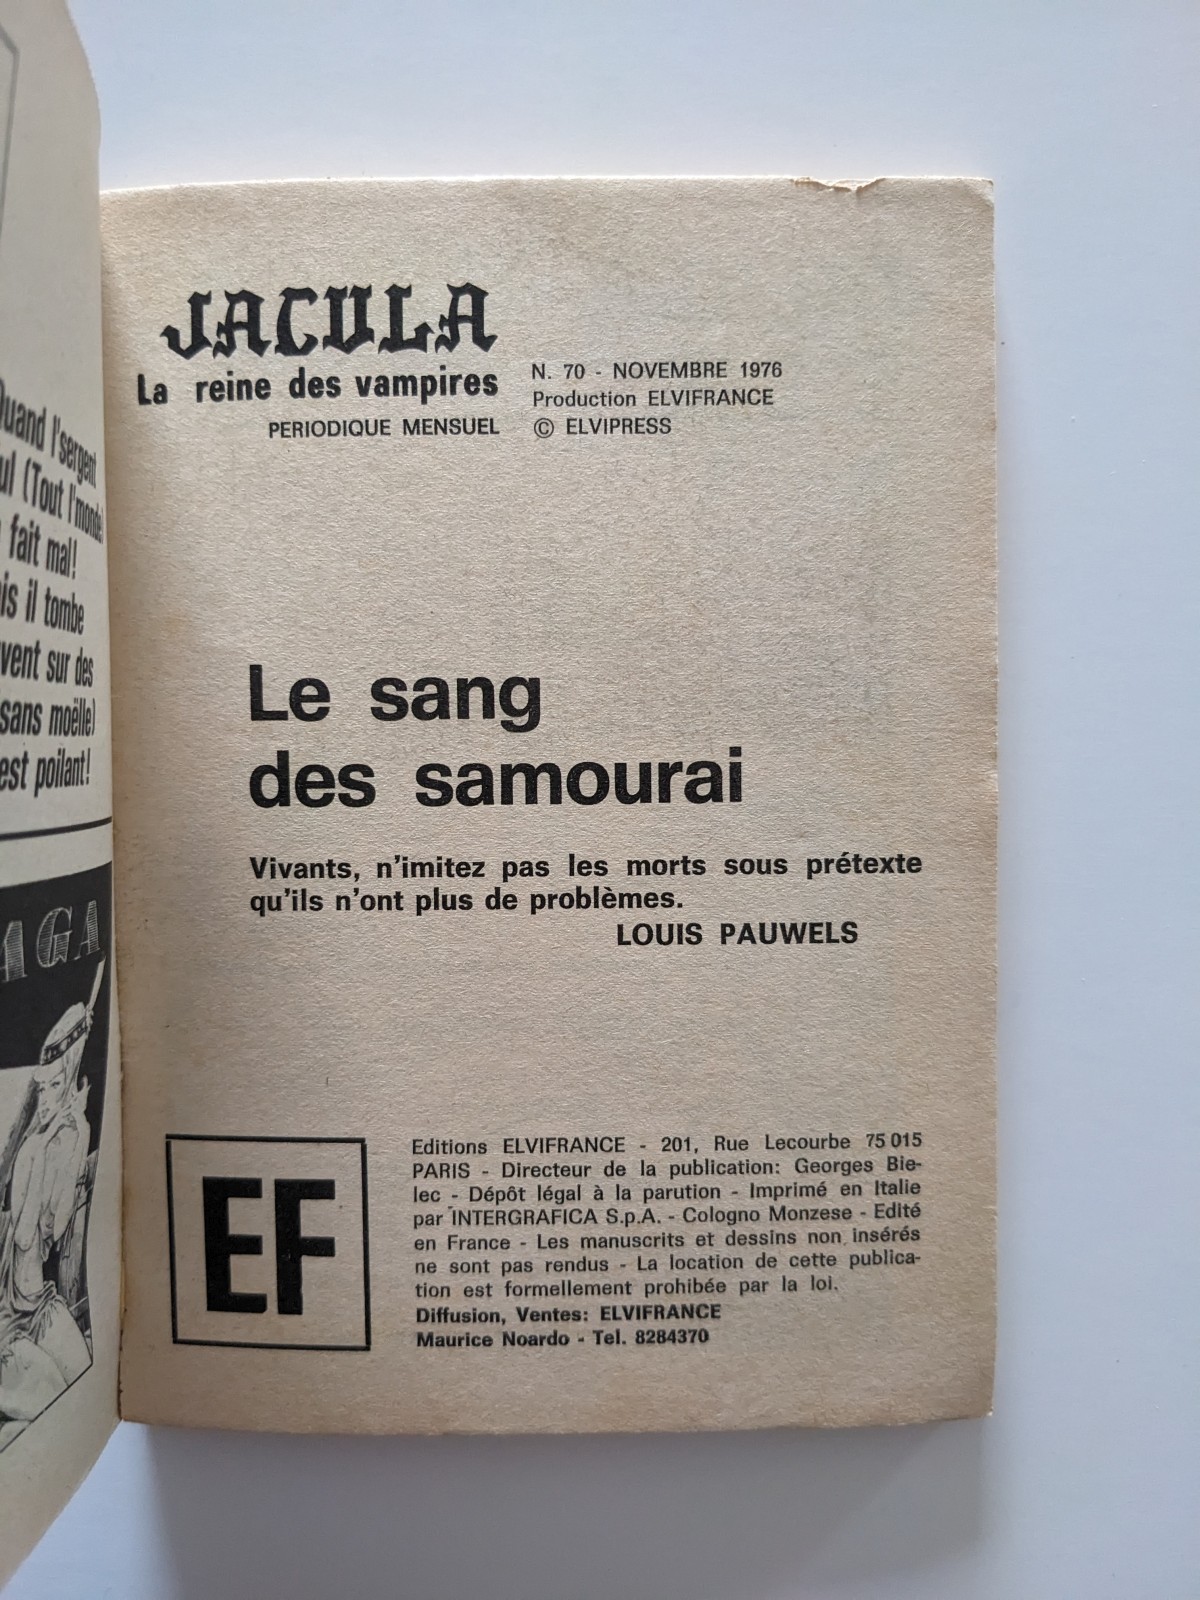 Quand l'sergent
(Tout l'monde)
fait mal!
il tombe
sur des
sans moëlle)
est poilant!
AGA
JACULA
La reine des vampires
PERIODIQUE MENSUEL
N. 70 - NOVEMBRE 1976
Production ELVIFRANCE
© ELVIPRESS
Le sang
des samourai
Vivants, n'imitez pas les morts sous prétexte
qu'ils n'ont plus de problèmes.
LOUIS PAUWELS
EF
Editions ELVIFRANCE - 201, Rue Lecourbe 75 015
PARIS - Directeur de la publication: Georges Bie-
lec - Dépôt légal à la parution - Imprimé en Italie
par INTERGRAFICA S.p.A. - Cologno Monzese - Edité
en France - Les manuscrits et dessins non insérés
ne sont pas rendus - La location de cette publica-
tion est formellement prohibée par la loi.
Diffusion, Ventes: ELVIFRANCE
Maurice Noardo - Tel. 8284370